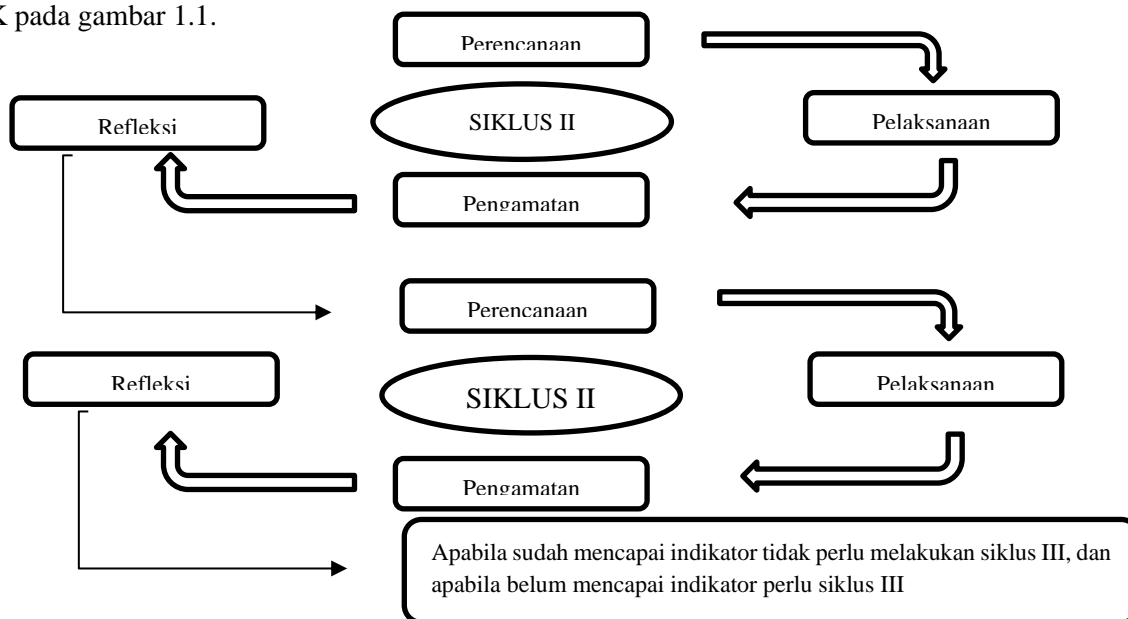 K pada gambar 1.1.
Perencanaan
Refleksi
SIKLUS II
Pelaksanaan
Pengamatan
Perencanaan
Refleksi
SIKLUS II
Pelaksanaan
Pengamatan
Apabila sudah mencapai indikator tidak perlu melakukan siklus III, dan
apabila belum mencapai indikator perlu siklus III